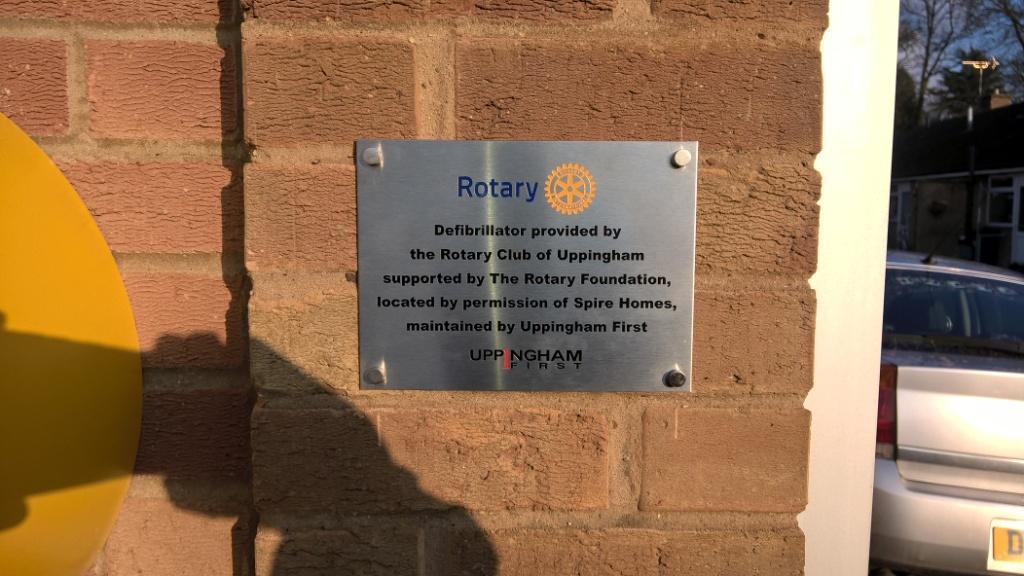 Rotary
Defibrillator provided by
the Rotary Club of Uppingham
supported by The Rotary Foundation,
located by permission of Spire Homes,
maintained by Uppingham First
UPPINGHAM
FIRST
D